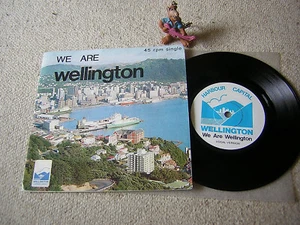 45 rpm single
WE ARE
wellington
HARBOUR CAPITAL
WELLINGTON
We Are Wellington